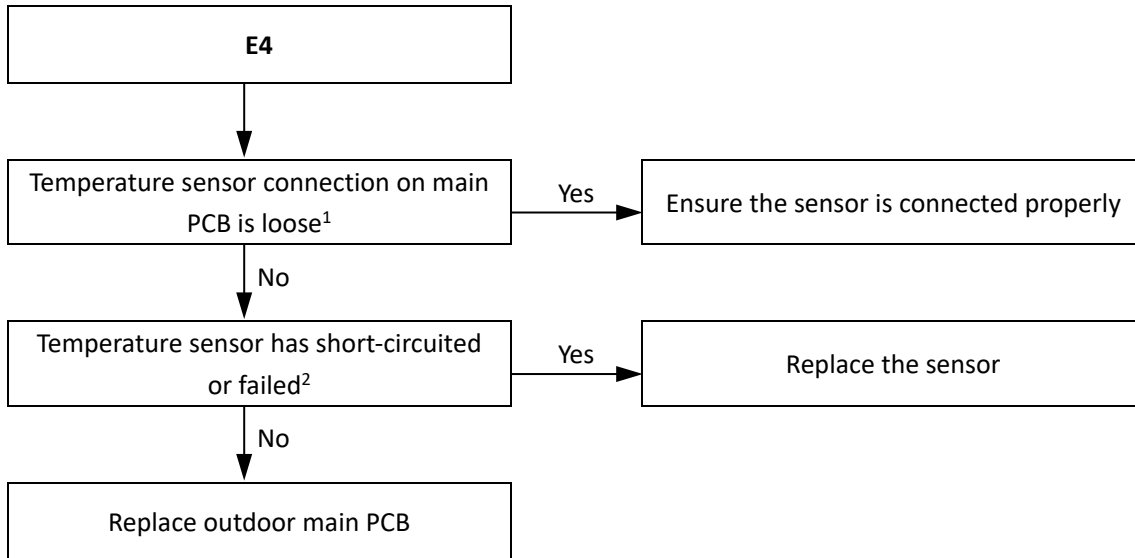 E4
Temperature sensor connection on main
PCB is loose¹
Yes
Ensure the sensor is connected properly
No
Temperature sensor has short-circuited
or failed²
Yes
Replace the sensor
No
Replace outdoor main PCB